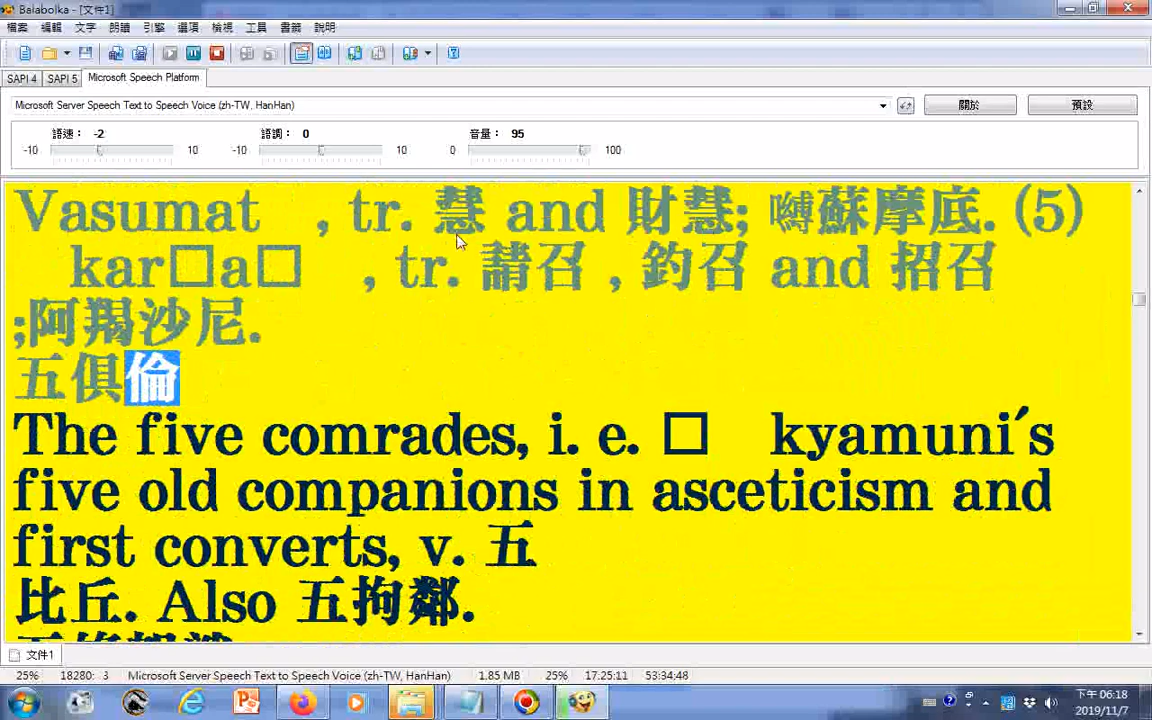 Balabolka - [文件1]
檔案 編輯 文字 朗讀 引擎 選項 檢視 工具 書籤 說明
SAPI 4 SAPI 5 Microsoft Speech Platform
Microsoft Server Speech Text to Speech Voice (zh-TW, HanHan) 關於 預設
語速： -2 語調： 0 音量： 95
-10 10 -10 10 0 100
Vasumat , tr. 慧 and 財慧; 嚩蘇摩底. (5)
kar□a□ , tr. 請召 , 鈎召 and 招召
;阿羯沙尼.
五俱倫
The five comrades, i. e. □ kyamuni's
five old companions in asceticism and
first converts, v. 五
比丘. Also 五拘鄰.
文件1
25% 18280: 3 Microsoft Server Speech Text to Speech Voice (zh-TW, HanHan) 1.85 MB 25% 17:25:11 53:34:48
下午 06:18
2019/11/7